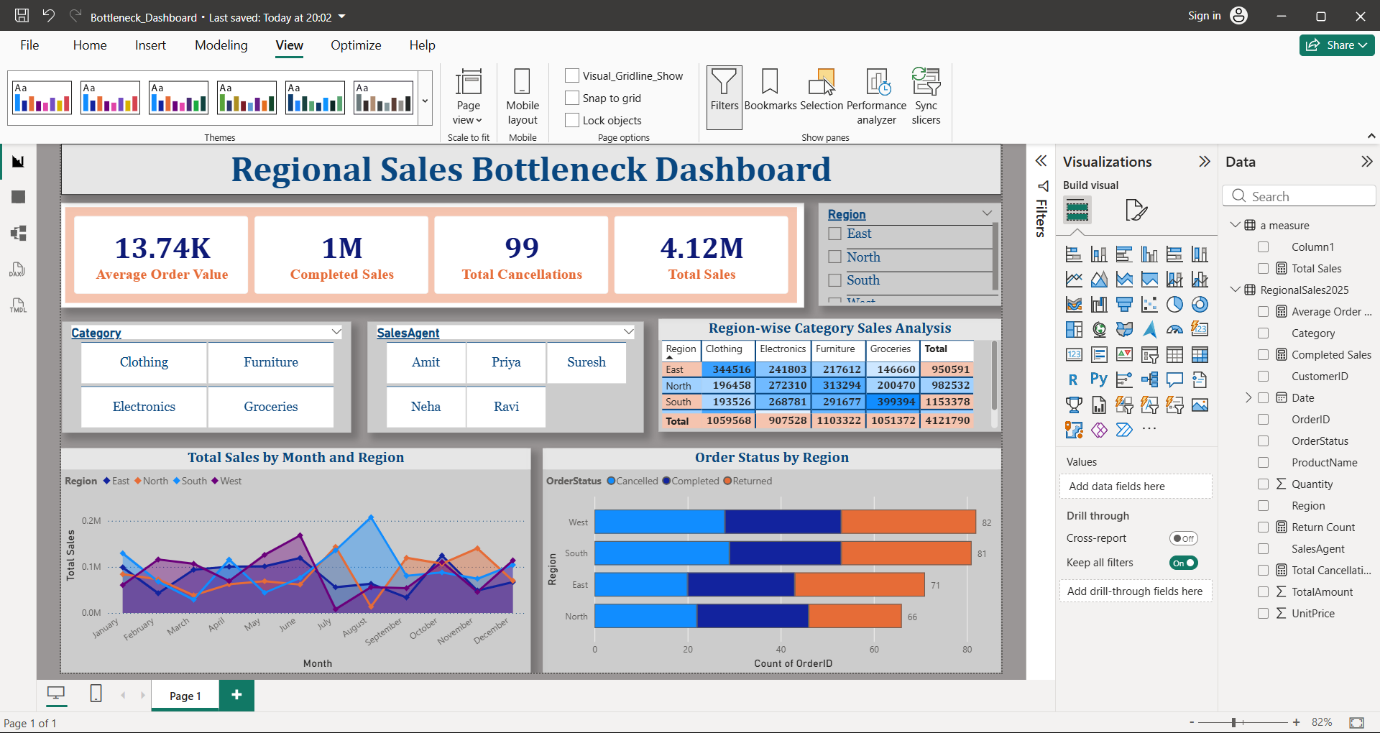 Bottleneck_Dashboard • Last saved: Today at 20:02
Sign in
File Home Insert Modeling View Optimize Help
Share
Aa Aa Aa Aa Aa Aa
Themes
Page view
Scale to fit
Mobile layout
Mobile
Visual_Gridline_Show
Snap to grid
Lock objects
Page options
Filters
Bookmarks
Selection
Performance analyzer
Sync slicers
Show panes
DAX
TMDL
Regional Sales Bottleneck Dashboard
13.74K
Average Order Value
1M
Completed Sales
99
Total Cancellations
4.12M
Total Sales
Region
East
North
South
West
Category
Clothing Furniture
Electronics Groceries
SalesAgent
Amit Priya Suresh
Neha Ravi
Region-wise Category Sales Analysis
Region Clothing Electronics Furniture Groceries Total
East 344516 241803 217612 146660 950591
North 196458 272310 313294 200470 982532
South 193526 268781 291677 399394 1153378
Total 1059568 907528 1103322 1051372 4121790
Total Sales by Month and Region
Region East North South West
Total Sales
0.2M
0.1M
0.0M
January February March April May June July August September October November December
Month
Order Status by Region
OrderStatus Cancelled Completed Returned
Region
West 82
South 81
East 71
North 66
0 20 40 60 80
Count of OrderID
Filters
Visualizations
Build visual
123
R Py
Values
Add data fields here
Drill through
Cross-report Off
Keep all filters On
Add drill-through fields here
Data
Search
a measure
Column1
Total Sales
RegionalSales2025
Average Order ...
Category
Completed Sales
CustomerID
Date
OrderID
OrderStatus
ProductName
Quantity
Region
Return Count
SalesAgent
Total Cancellati...
TotalAmount
UnitPrice
Page 1
Page 1 of 1
- + 82%